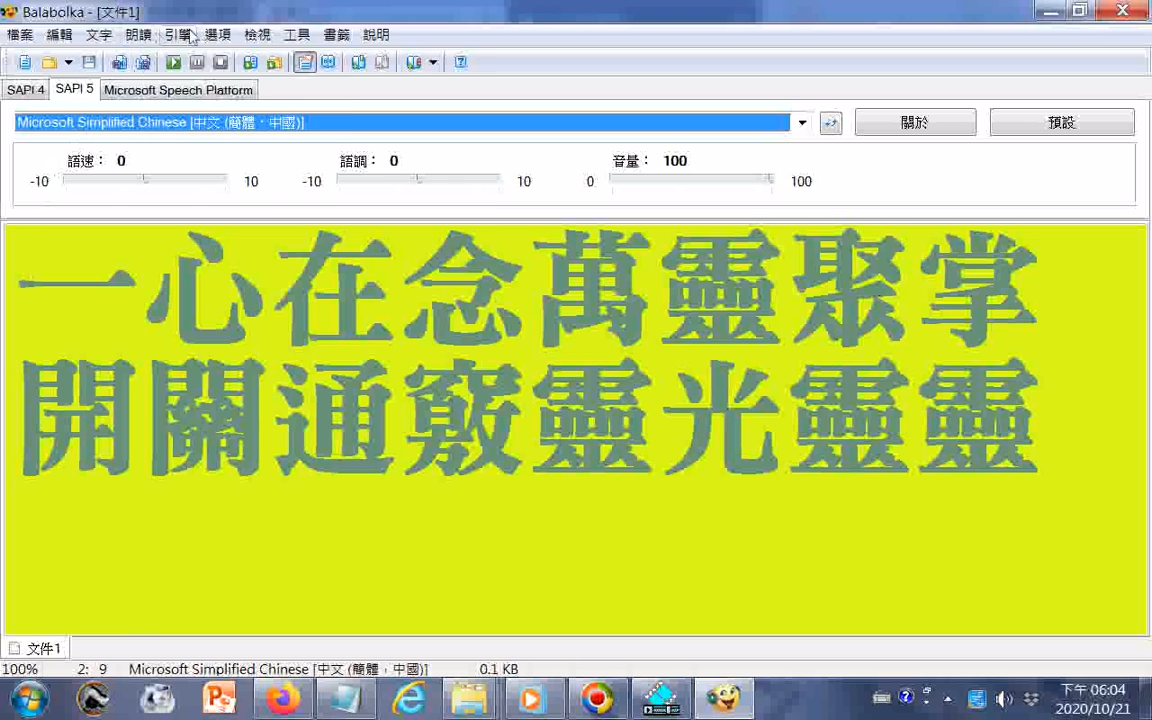 Balabolka - [文件1]
檔案 編輯 文字 朗讀 引擎 選項 檢視 工具 書籤 說明
SAPI 4 SAPI 5 Microsoft Speech Platform
Microsoft Simplified Chinese [中文 (簡體，中國)] 關於 預設
語速： 0 語調： 0 音量： 100
-10 10 -10 10 0 100
一心在念萬靈聚掌
開關通竅靈光靈靈
文件1
100% 2: 9 Microsoft Simplified Chinese [中文 (簡體，中國)] 0.1 KB
下午 06:04
2020/10/21